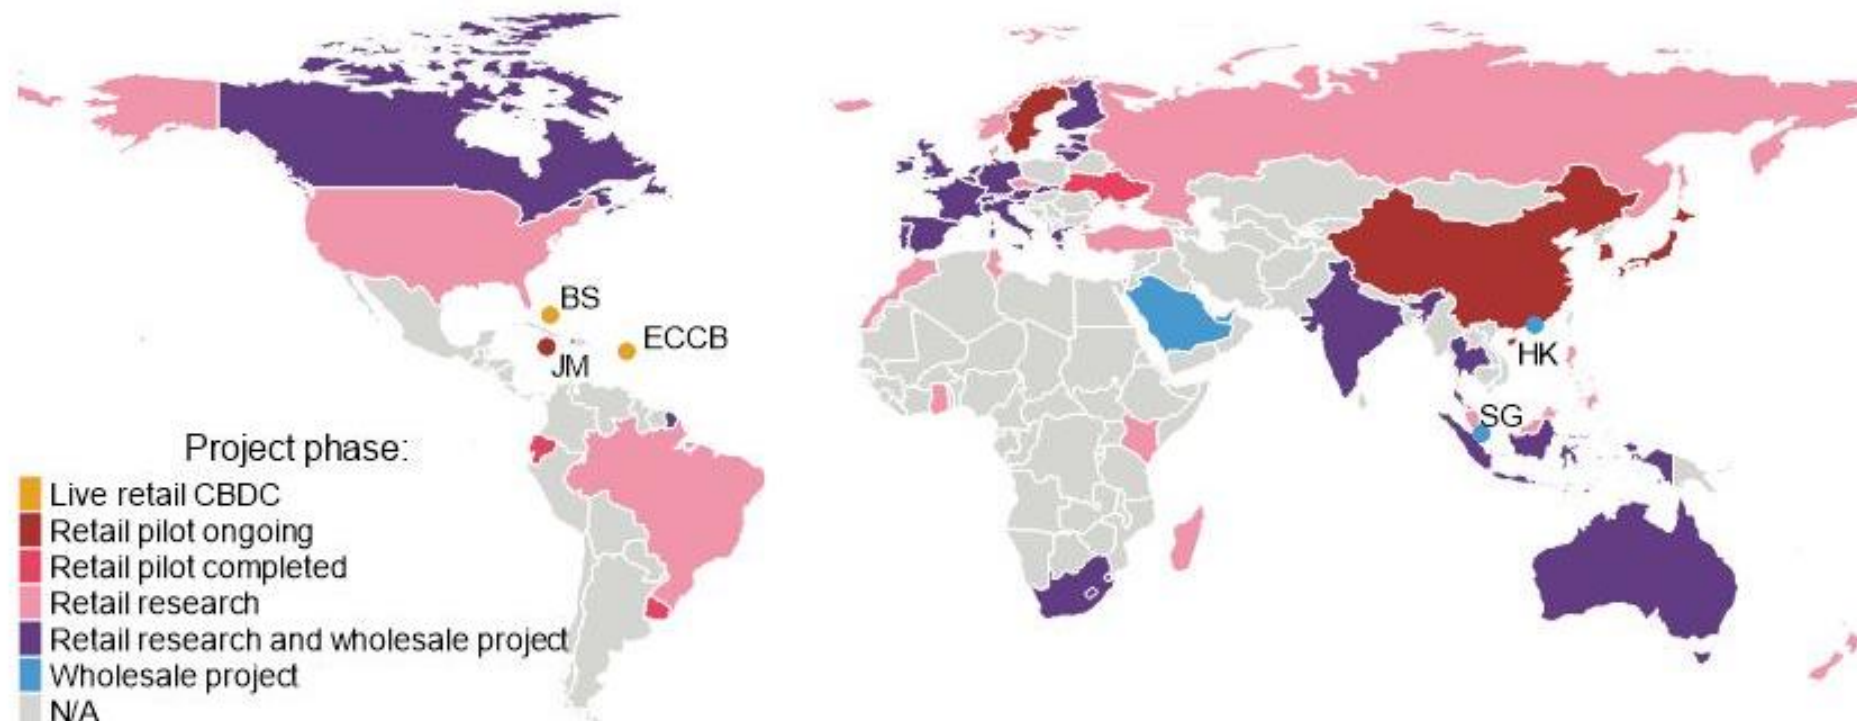 BS
ECCB
JM
HK
SG
Project phase:
Live retail CBDC
Retail pilot ongoing
Retail pilot completed
Retail research
Retail research and wholesale project
Wholesale project
N/A